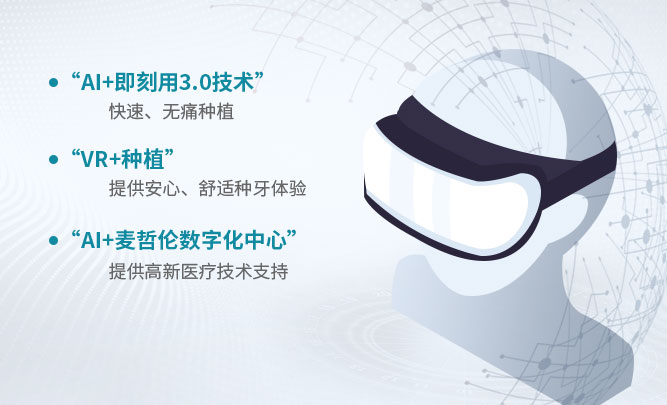 “AI+即刻用3.0技术”
快速、无痛种植
“VR+种植”
提供安心、舒适种牙体验
“AI+麦哲伦数字化中心”
提供高新医疗技术支持